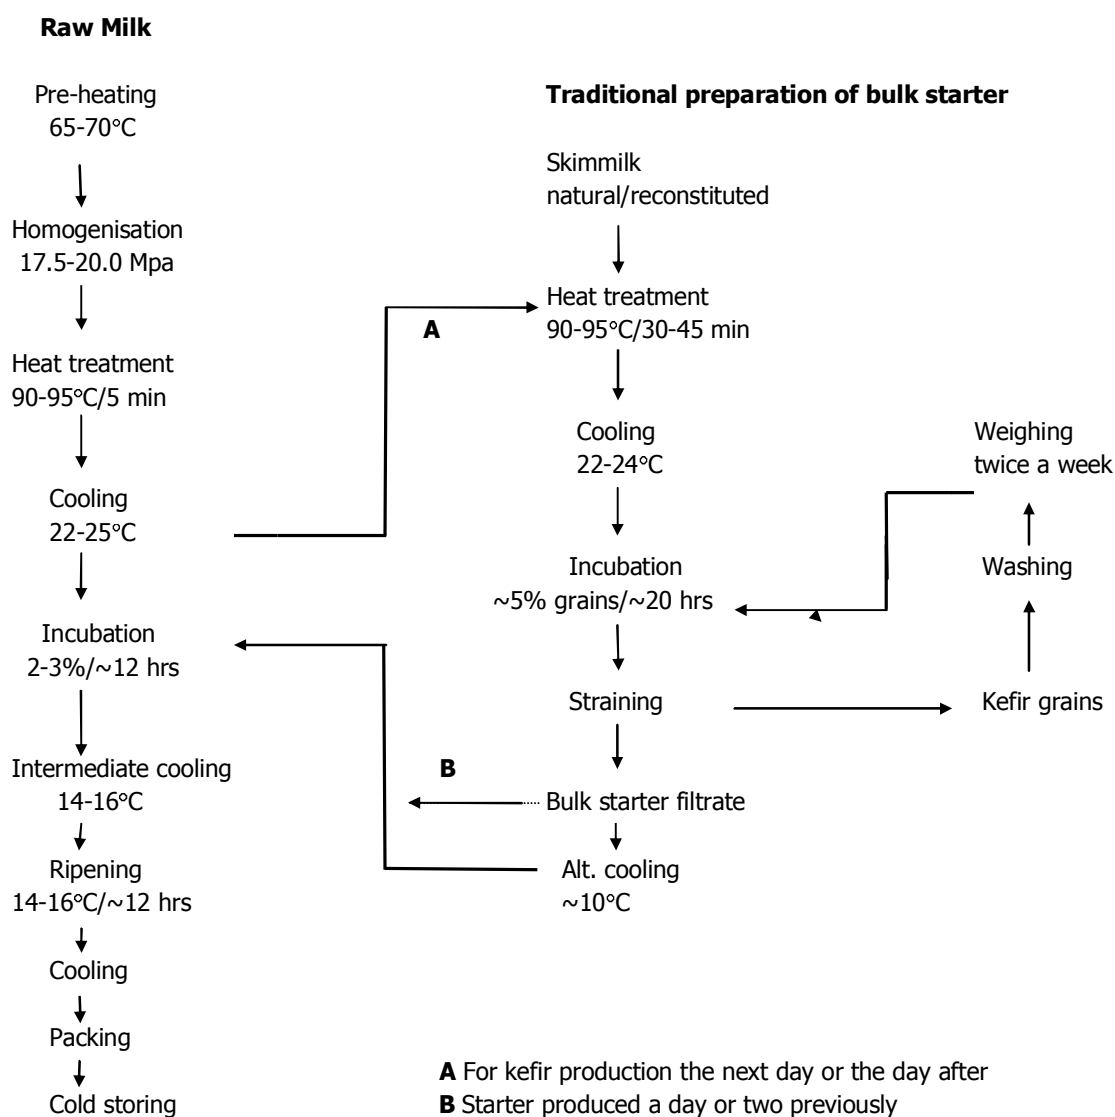 Raw Milk
Pre-heating
65-70°C
Homogenisation
17.5-20.0 Mpa
Heat treatment
90-95°C/5 min
Cooling
22-25°C
Incubation
2-3%/~12 hrs
Intermediate cooling
14-16°C
Ripening
14-16°C/~12 hrs
Cooling
Packing
Cold storing
Traditional preparation of bulk starter
Skimmilk
natural/reconstituted
Heat treatment
90-95°C/30-45 min
A
Cooling
22-24°C
Incubation
~5% grains/~20 hrs
Straining
B
Bulk starter filtrate
Alt. cooling
~10°C
Weighing
twice a week
Washing
Kefir grains
A For kefir production the next day or the day after
B Starter produced a day or two previously